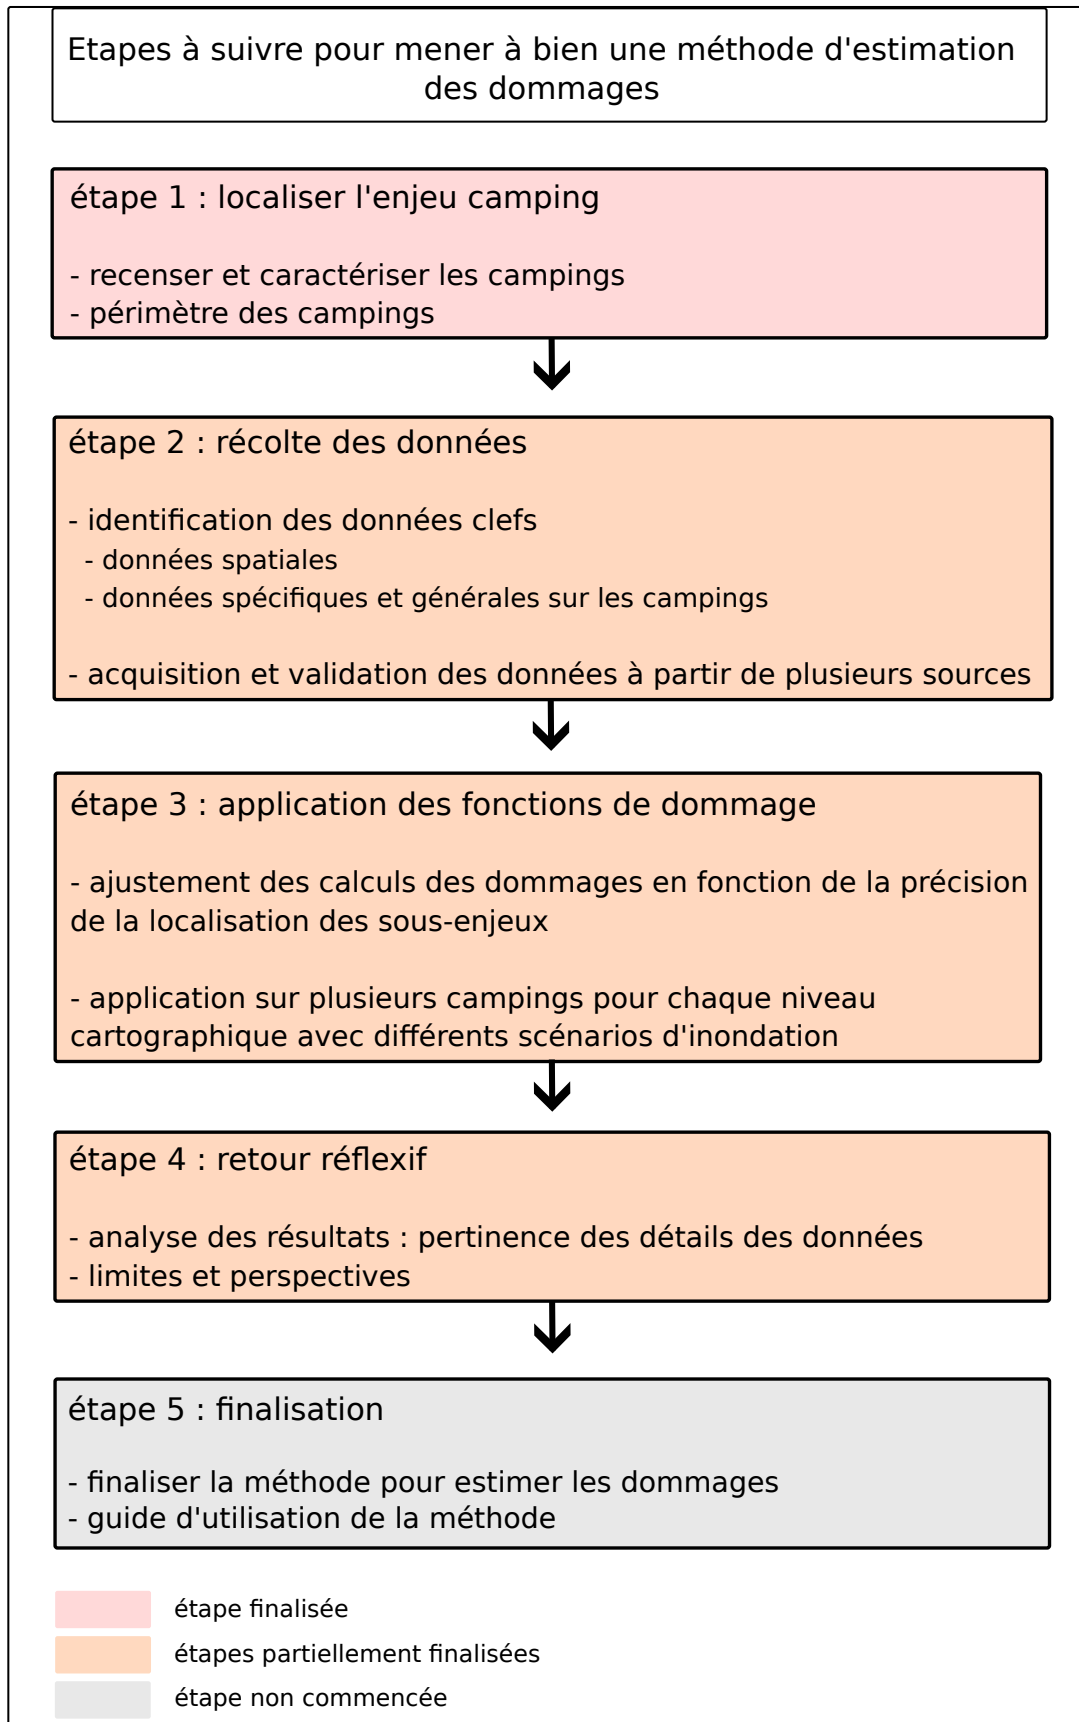 Etapes à suivre pour mener à bien une méthode d'estimation
des dommages
étape 1 : localiser l'enjeu camping
- recenser et caractériser les campings
- périmètre des campings
étape 2 : récolte des données
- identification des données clefs
- données spatiales
- données spécifiques et générales sur les campings
- acquisition et validation des données à partir de plusieurs sources
étape 3 : application des fonctions de dommage
- ajustement des calculs des dommages en fonction de la précision
de la localisation des sous-enjeux
- application sur plusieurs campings pour chaque niveau
cartographique avec différents scénarios d'inondation
étape 4 : retour réflexif
- analyse des résultats : pertinence des détails des données
- limites et perspectives
étape 5 : finalisation
- finaliser la méthode pour estimer les dommages
- guide d'utilisation de la méthode
étape finalisée
étapes partiellement finalisées
étape non commencée